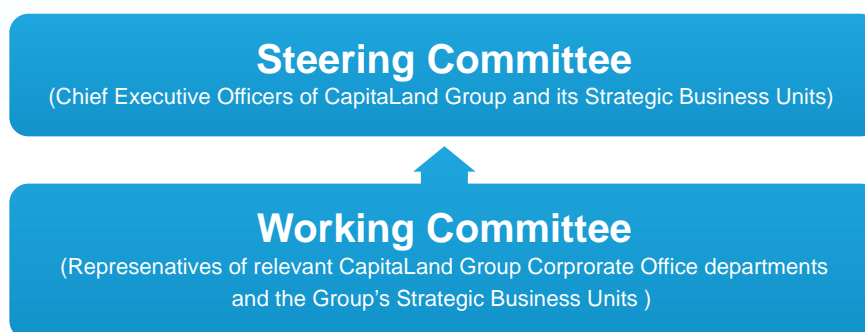 Steering Committee
(Chief Executive Officers of CapitaLand Group and its Strategic Business Units)
Working Committee
(Represenatives of relevant CapitaLand Group Corprorate Office departments
and the Group's Strategic Business Units )